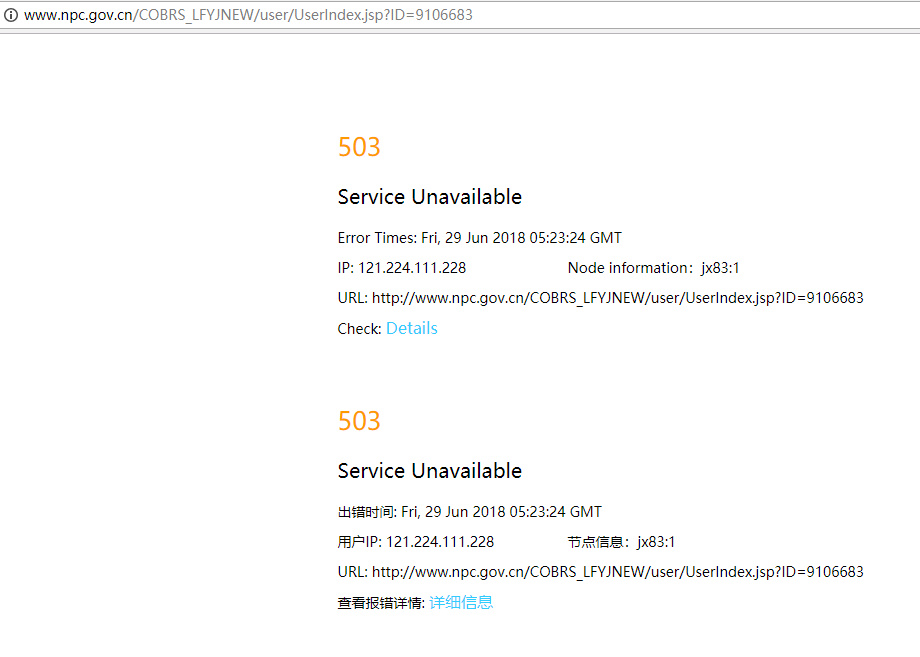 www.npc.gov.cn/COBRS_LFYJNEW/user/UserIndex.jsp?ID=9106683
503
Service Unavailable
Error Times: Fri, 29 Jun 2018 05:23:24 GMT
IP: 121.224.111.228 Node information: jx83:1
URL: http://www.npc.gov.cn/COBRS_LFYJNEW/user/UserIndex.jsp?ID=9106683
Check: Details
503
Service Unavailable
出错时间: Fri, 29 Jun 2018 05:23:24 GMT
用户IP: 121.224.111.228 节点信息：jx83:1
URL: http://www.npc.gov.cn/COBRS_LFYJNEW/user/UserIndex.jsp?ID=9106683
查看报错详情: 详细信息